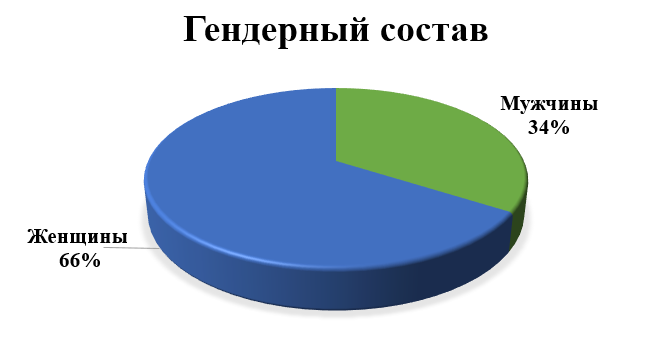 Гендерный состав
Мужчины
34%
Женщины
66%